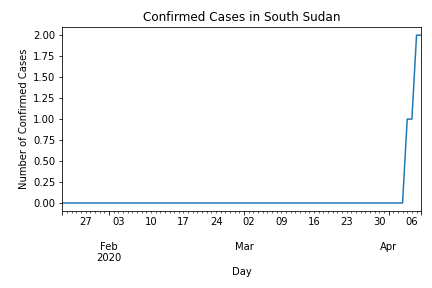 Confirmed Cases in South Sudan
Number of Confirmed Cases
2.00
1.75
1.50
1.25
1.00
0.75
0.50
0.25
0.00
27 03 10 17 24 02 09 16 23 30 06
Feb Mar Apr
2020
Day